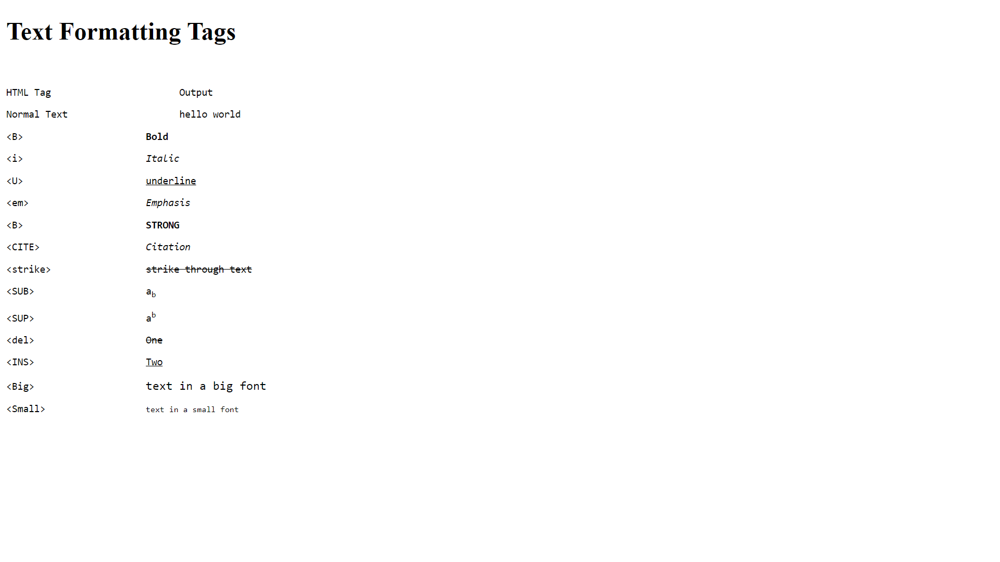 Text Formatting Tags
HTML Tag Output
Normal Text hello world
<B> Bold
<i> Italic
<U> underline
<em> Emphasis
<B> STRONG
<CITE> Citation
<strike> strike through text
<SUB> ab
<SUP> ab
<del> One
<INS> Two
<Big> text in a big font
<Small> text in a small font